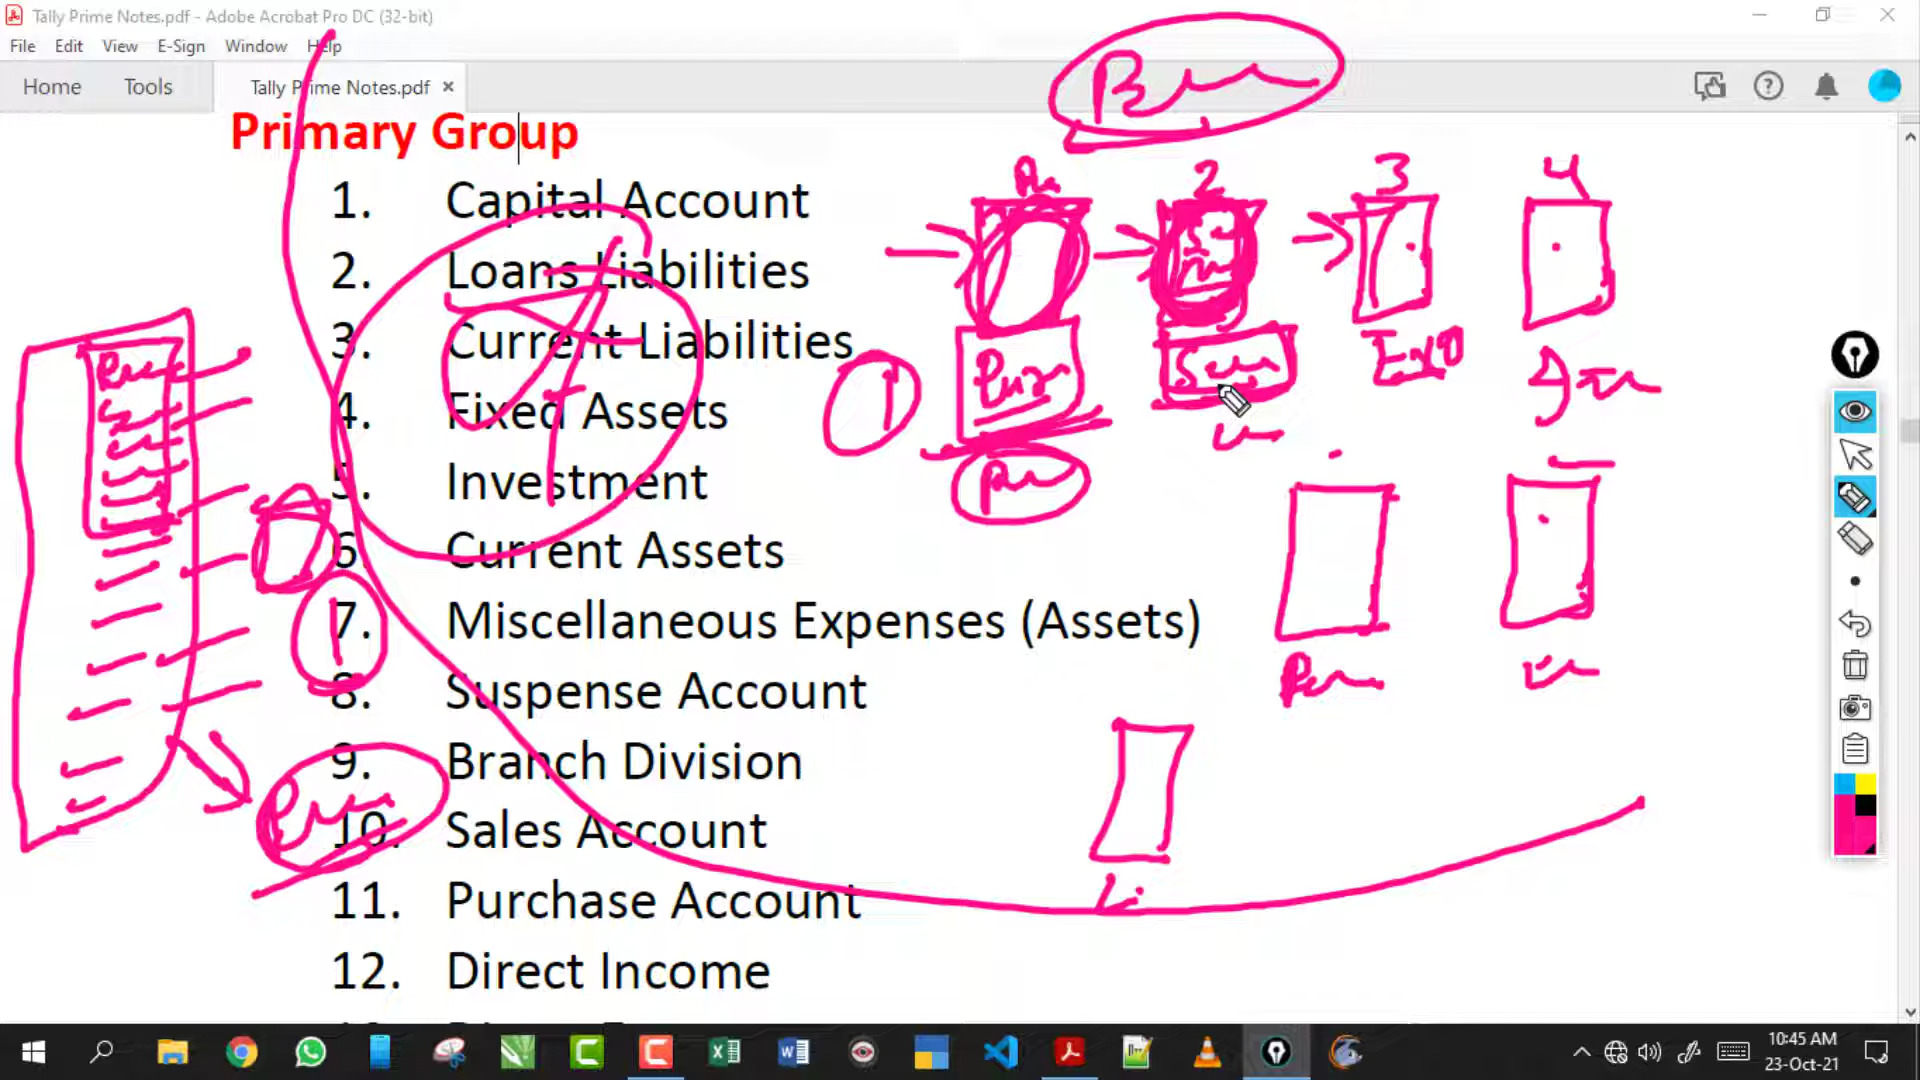 Tally Prime Notes.pdf - Adobe Acrobat Pro DC (32-bit)
File Edit View E-Sign Window Help
Home Tools Tally Prime Notes.pdf
Primary Group
1. Capital Account
2. Loans Liabilities
3. Current Liabilities
4. Fixed Assets
5. Investment
6. Current Assets
7. Miscellaneous Expenses (Assets)
8. Suspense Account
9. Branch Division
10. Sales Account
11. Purchase Account
12. Direct Income
2 3 4
1
Li
10:45 AM
23-Oct-21